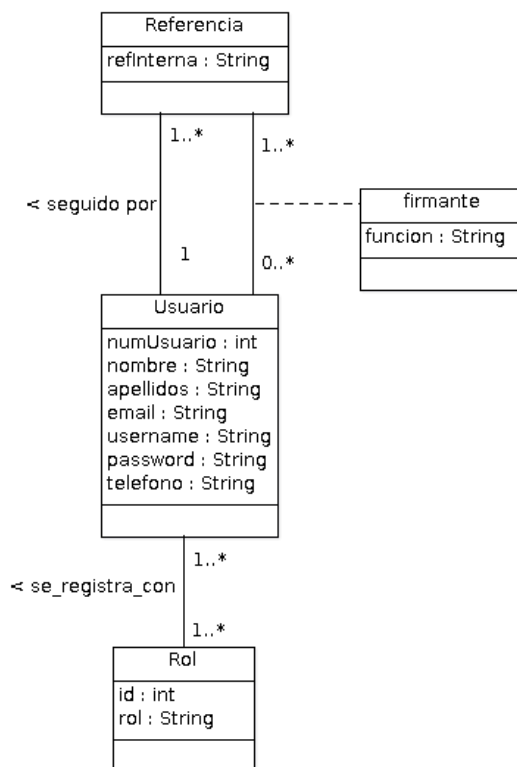 Referencia
refInterna : String
1..*
1..*
< seguido por
firmante
funcion : String
1
0..*
Usuario
numUsuario : int
nombre : String
apellidos : String
email : String
username : String
password : String
telefono : String
1..*
< se_registra_con
1..*
Rol
id : int
rol : String